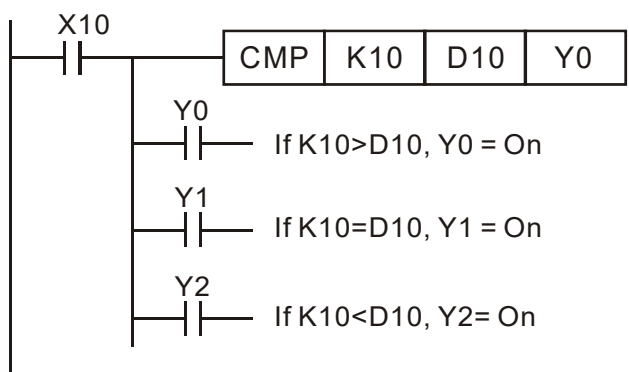 X10
CMP K10 D10 Y0
Y0
If K10>D10, Y0 = On
Y1
If K10=D10, Y1 = On
Y2
If K10<D10, Y2= On